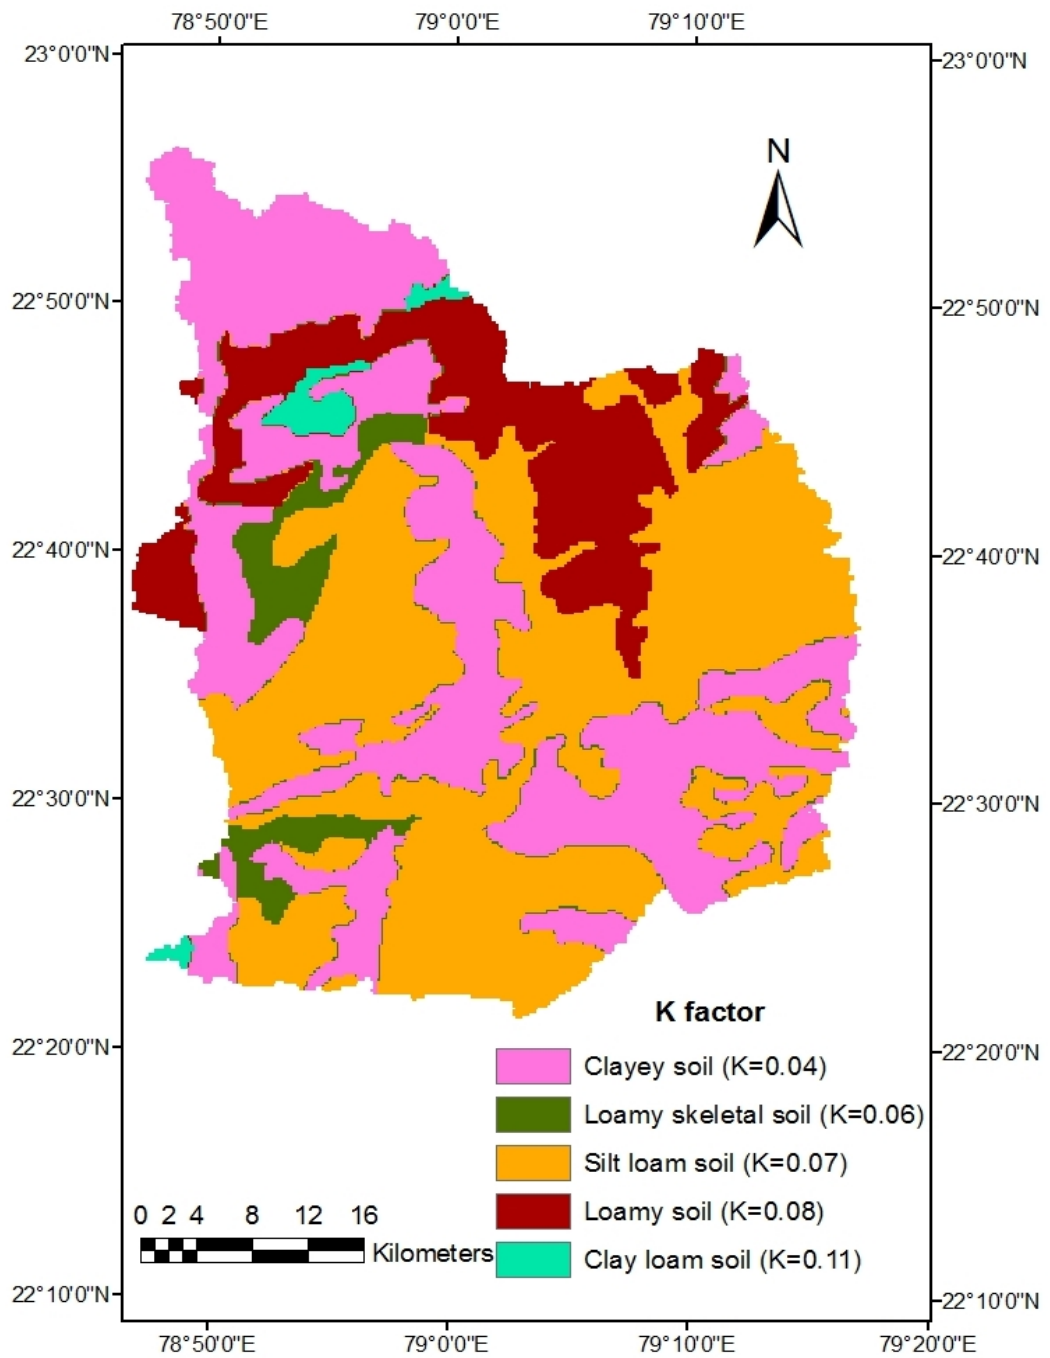 78°50'0"E 79°0'0"E 79°10'0"E
23°0'0"N 23°0'0"N
N
22°50'0"N 22°50'0"N
22°40'0"N 22°40'0"N
22°30'0"N 22°30'0"N
K factor
22°20'0"N 22°20'0"N
Clayey soil (K=0.04)
Loamy skeletal soil (K=0.06)
Silt loam soil (K=0.07)
Loamy soil (K=0.08)
Clay loam soil (K=0.11)
0 2 4 8 12 16
Kilometers
22°10'0"N 22°10'0"N
78°50'0"E 79°0'0"E 79°10'0"E 79°20'0"E